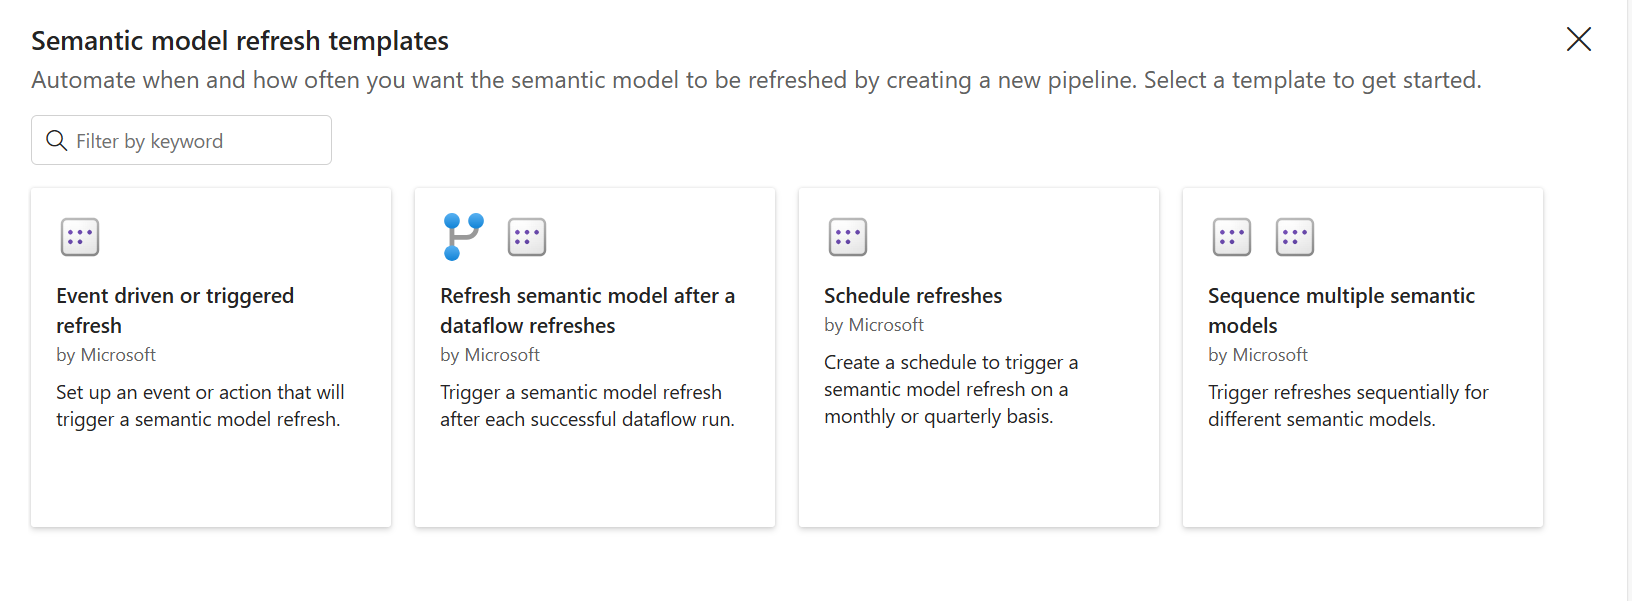 Semantic model refresh templates
Automate when and how often you want the semantic model to be refreshed by creating a new pipeline. Select a template to get started.
Filter by keyword
Event driven or triggered
refresh
by Microsoft
Set up an event or action that will
trigger a semantic model refresh.
Refresh semantic model after a
dataflow refreshes
by Microsoft
Trigger a semantic model refresh
after each successful dataflow run.
Schedule refreshes
by Microsoft
Create a schedule to trigger a
semantic model refresh on a
monthly or quarterly basis.
Sequence multiple semantic
models
by Microsoft
Trigger refreshes sequentially for
different semantic models.